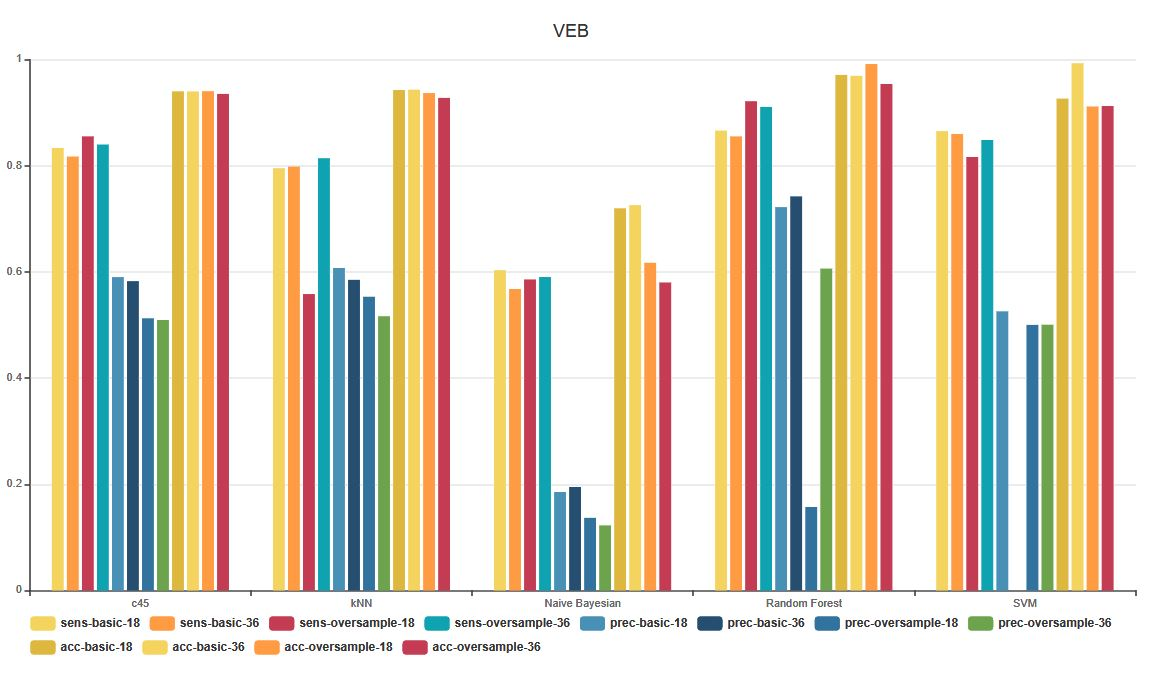 VEB
1
0.8
0.6
0.4
0.2
0
c45 kNN Naive Bayesian Random Forest SVM
sens-basic-18 sens-basic-36 sens-oversample-18 sens-oversample-36 prec-basic-18 prec-basic-36 prec-oversample-18 prec-oversample-36
acc-basic-18 acc-basic-36 acc-oversample-18 acc-oversample-36